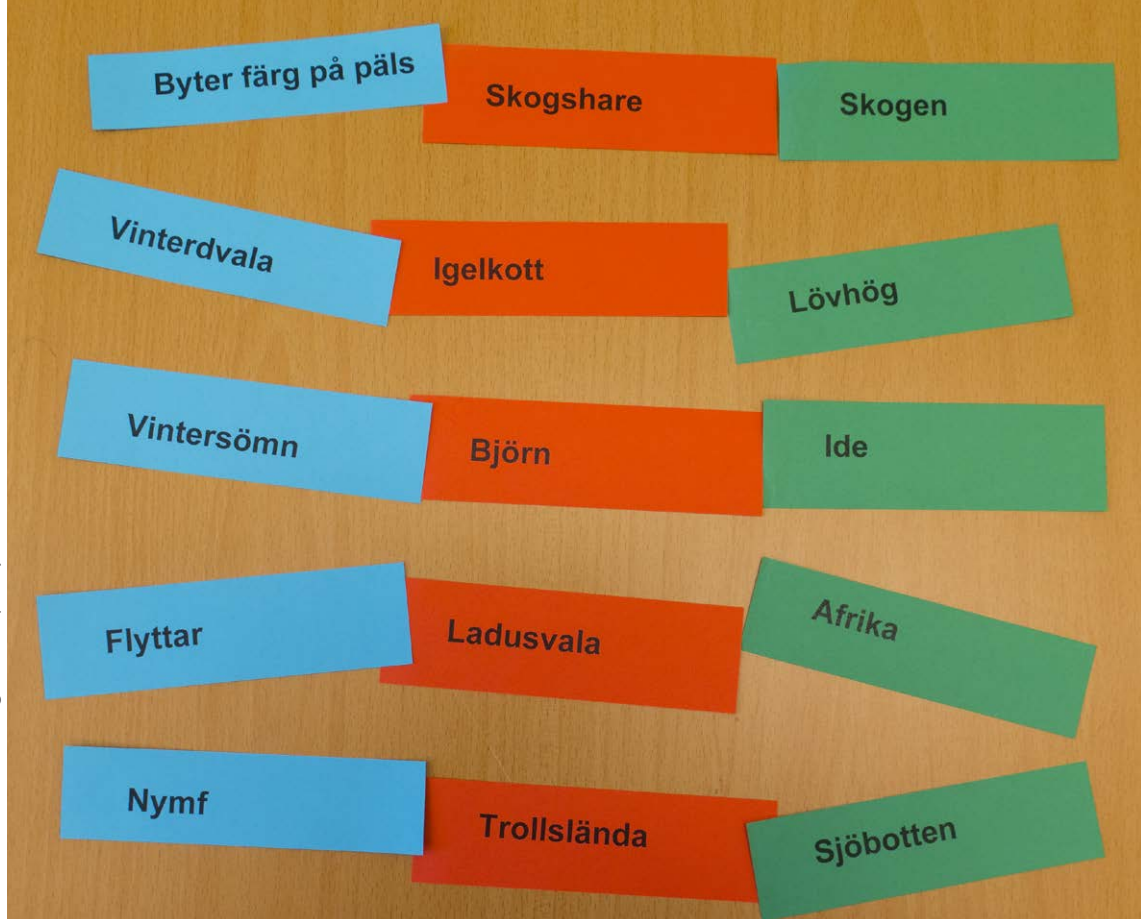 Byter färg på päls Skogshare Skogen
Vinterdvala Igelkott Lövhög
Vintersömn Björn Ide
Flyttar Ladusvala Afrika
Nymf Trollslända Sjöbotten